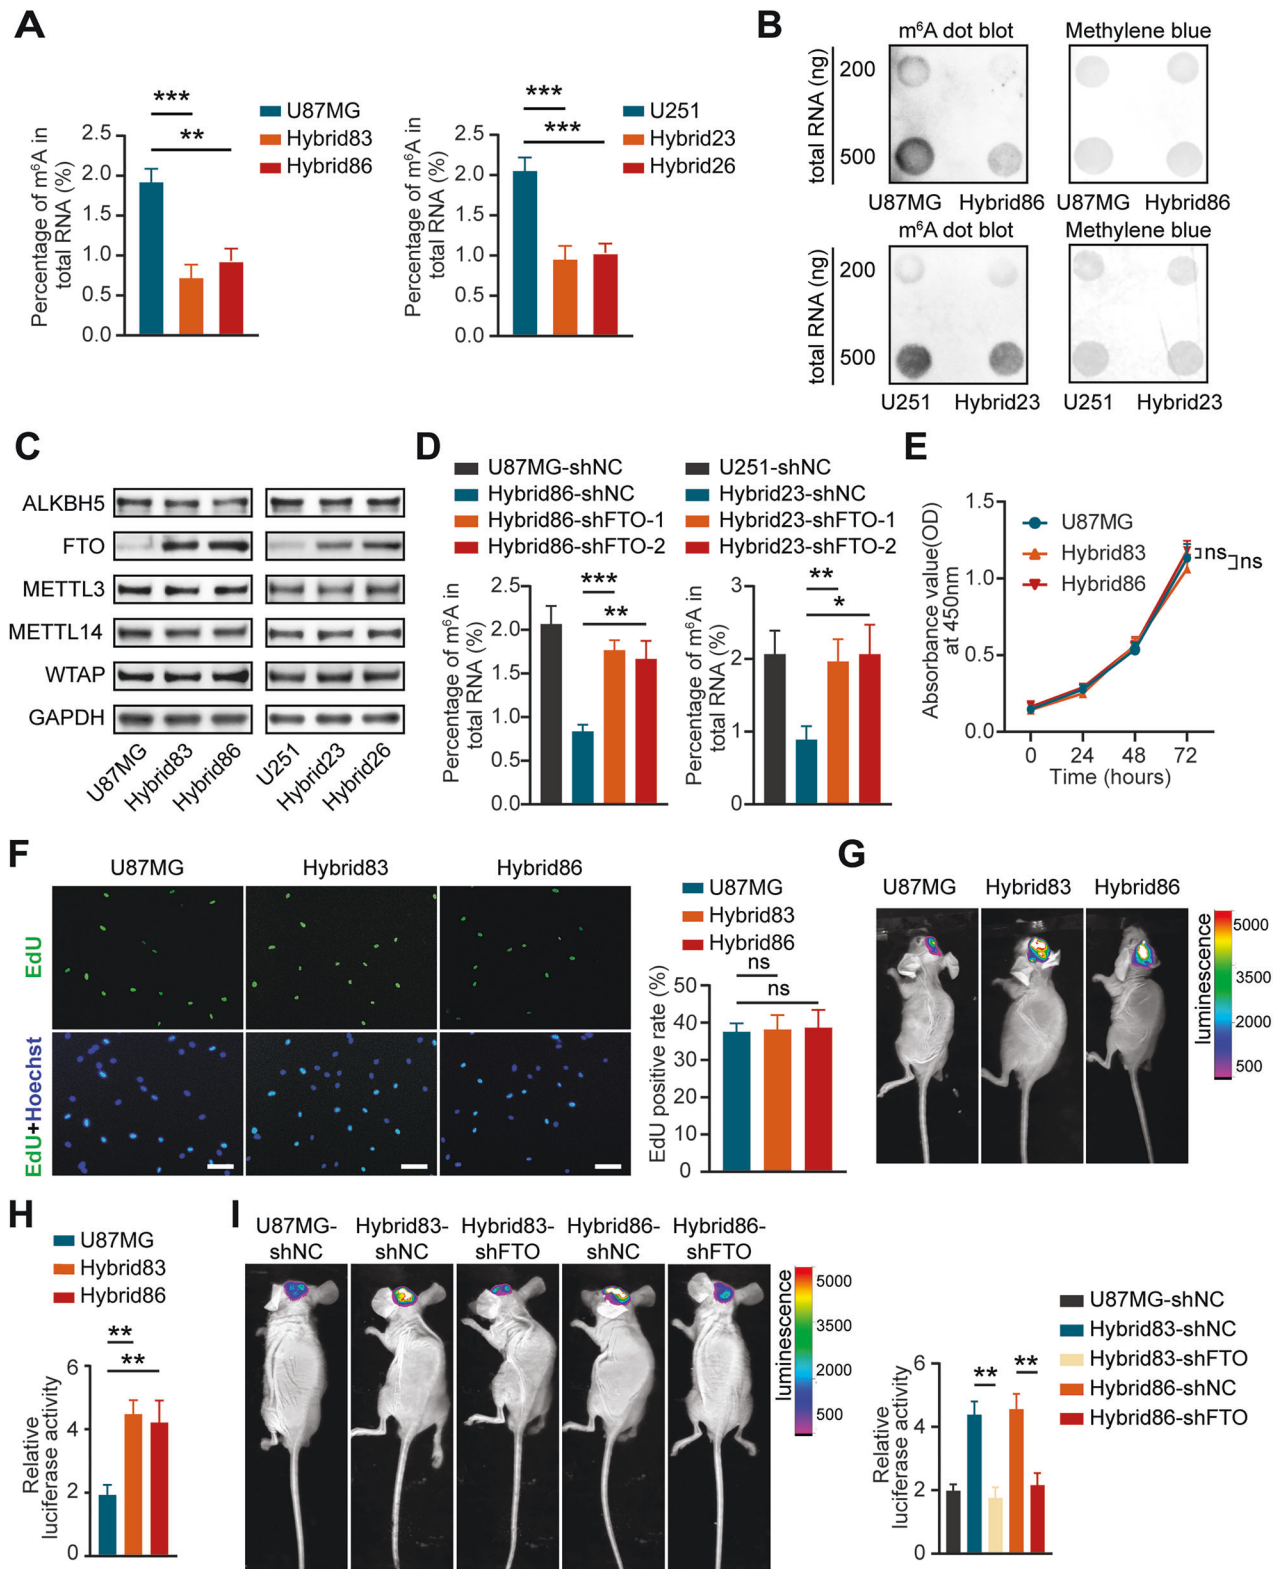 A
***
**
U87MG
Hybrid83
Hybrid86
Percentage of m⁶A in
total RNA (%)
2.5
2.0
1.5
1.0
0.5
0.0
***
***
U251
Hybrid23
Hybrid26
Percentage of m⁶A in
total RNA (%)
2.5
2.0
1.5
1.0
0.5
0.0
B
m⁶A dot blot
Methylene blue
total RNA (ng)
200
500
U87MG Hybrid86
U87MG Hybrid86
m⁶A dot blot
Methylene blue
total RNA (ng)
200
500
U251 Hybrid23
U251 Hybrid23
C
ALKBH5
FTO
METTL3
METTL14
WTAP
GAPDH
U87MG
Hybrid83
Hybrid86
U251
Hybrid23
Hybrid26
D
U87MG-shNC
Hybrid86-shNC
Hybrid86-shFTO-1
Hybrid86-shFTO-2
Percentage of m⁶A in
total RNA (%)
***
**
2.5
2.0
1.5
1.0
0.5
0.0
U251-shNC
Hybrid23-shNC
Hybrid23-shFTO-1
Hybrid23-shFTO-2
Percentage of m⁶A in
total RNA (%)
**
*
3
2
1
0
E
Absorbance value(OD)
at 450nm
1.5
1.0
0.5
0.0
U87MG
Hybrid83
Hybrid86
ns
ns
0 24 48 72
Time (hours)
F
U87MG
Hybrid83
Hybrid86
EdU
EdU+Hoechst
U87MG
Hybrid83
Hybrid86
ns
ns
EdU positive rate (%)
50
40
30
20
10
0
G
U87MG
Hybrid83
Hybrid86
luminescence
5000
3500
2000
500
H
U87MG
Hybrid83
Hybrid86
**
**
Relative
luciferase activity
6
4
2
0
I
U87MG-
shNC
Hybrid83-
shNC
Hybrid83-
shFTO
Hybrid86-
shNC
Hybrid86-
shFTO
luminescence
5000
3500
2000
500
U87MG-shNC
Hybrid83-shNC
Hybrid83-shFTO
Hybrid86-shNC
Hybrid86-shFTO
**
**
Relative
luciferase activity
6
4
2
0